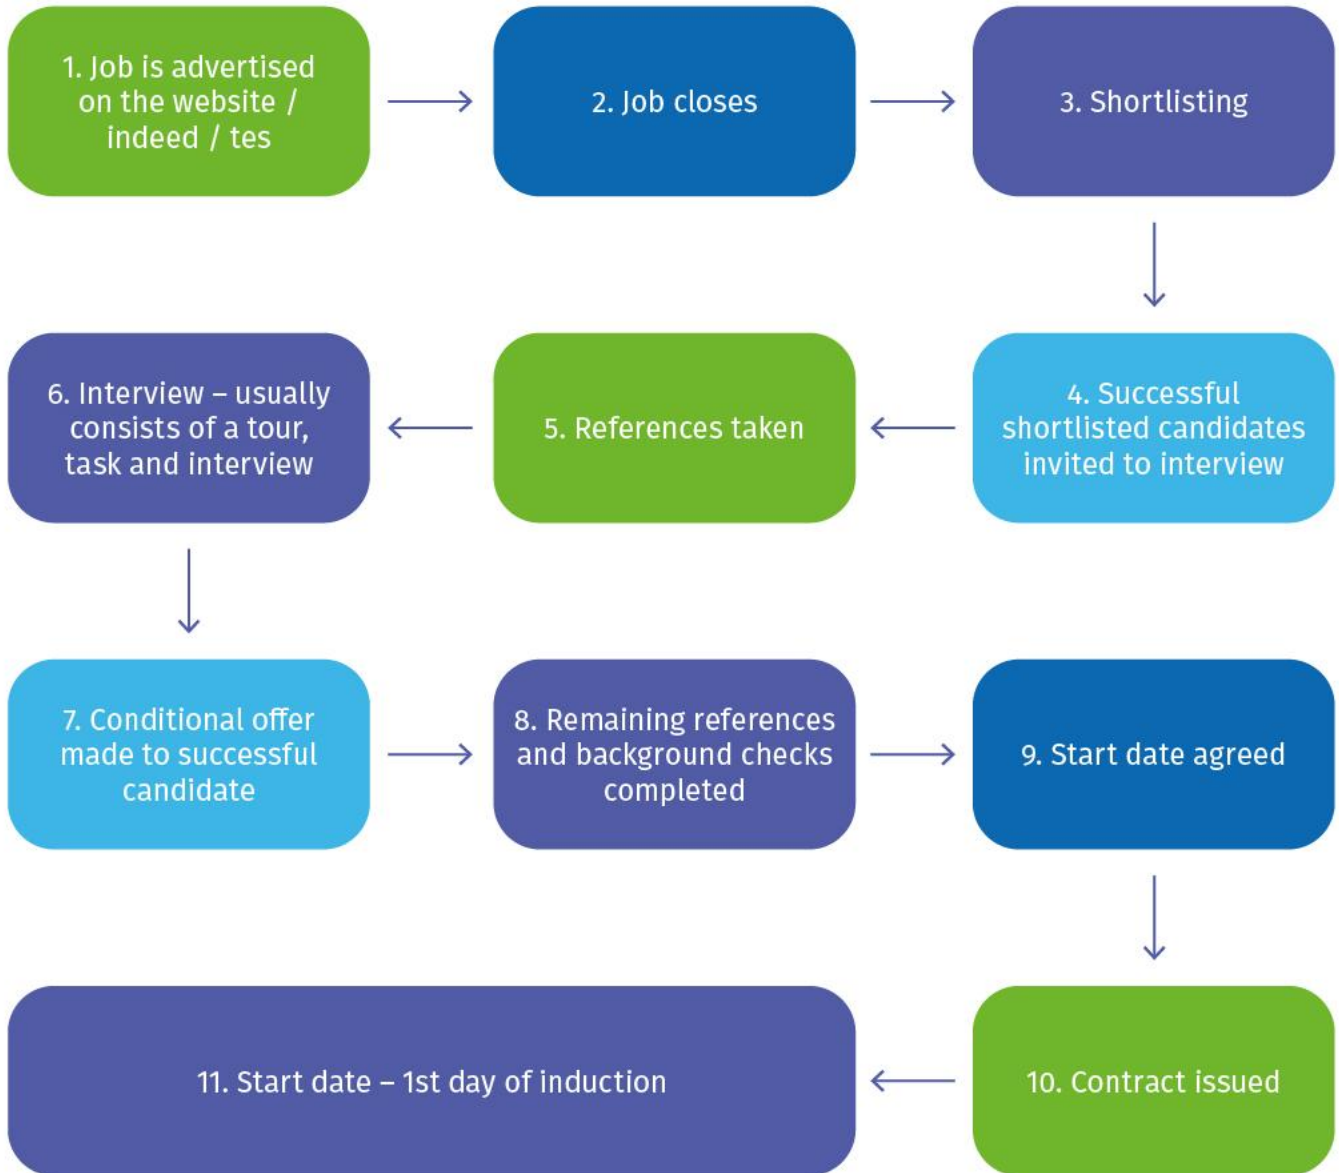 1. Job is advertised
on the website /
indeed / tes
2. Job closes
3. Shortlisting
4. Successful
shortlisted candidates
invited to interview
5. References taken
6. Interview – usually
consists of a tour,
task and interview
7. Conditional offer
made to successful
candidate
8. Remaining references
and background checks
completed
9. Start date agreed
10. Contract issued
11. Start date – 1st day of induction